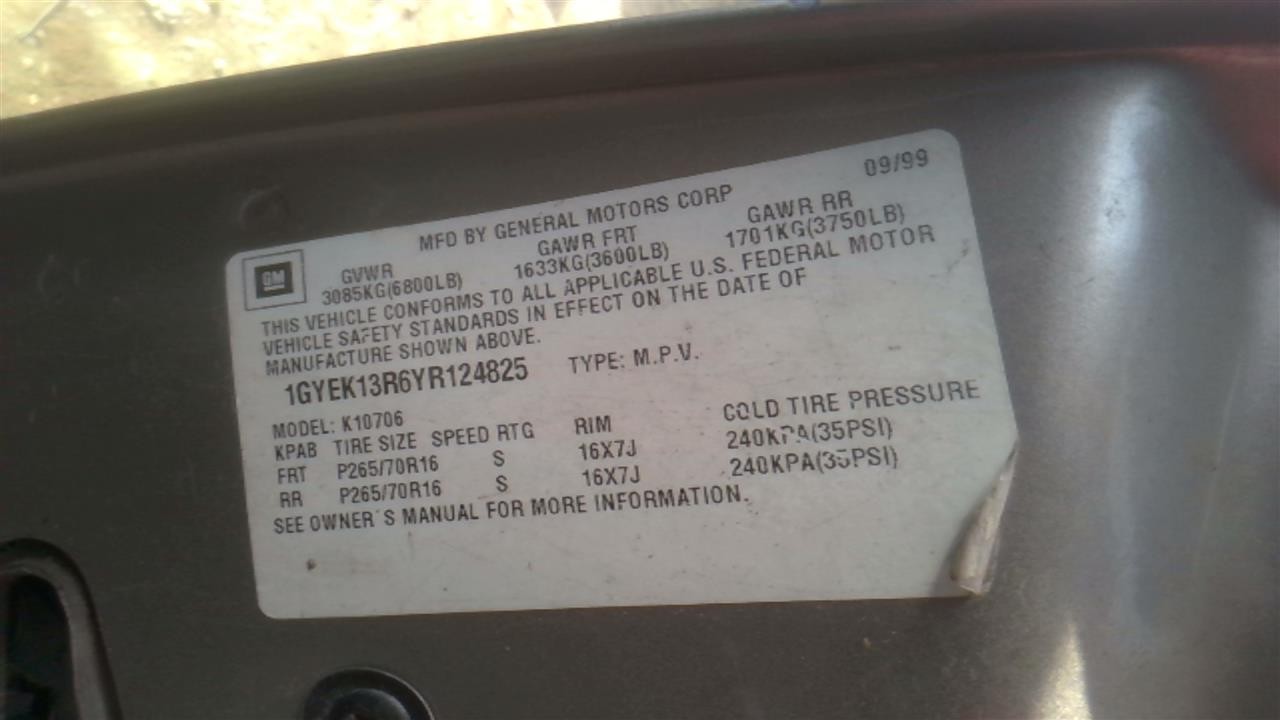 09/99
MFD BY GENERAL MOTORS CORP
GM
GVWR GAWR FRT GAWR RR
3085KG(6800LB) 1633KG(3600LB) 1701KG(3750LB)
THIS VEHICLE CONFORMS TO ALL APPLICABLE U.S. FEDERAL MOTOR
VEHICLE SAFETY STANDARDS IN EFFECT ON THE DATE OF
MANUFACTURE SHOWN ABOVE.
1GYEK13R6YR124825 TYPE: M.P.V.
MODEL: K10706
KPAB TIRE SIZE SPEED RTG RIM COLD TIRE PRESSURE
FRT P265/70R16 S 16X7J 240KPA(35PSI)
RR P265/70R16 S 16X7J 240KPA(35PSI)
SEE OWNER'S MANUAL FOR MORE INFORMATION.